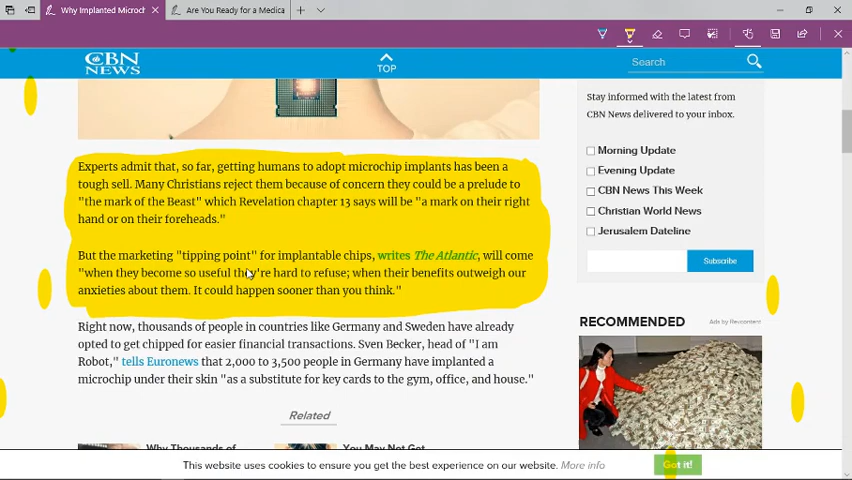 Why Implanted Microch
Are You Ready for a Medica
CBN
NEWS
TOP
Search
Stay informed with the latest from
CBN News delivered to your inbox.
Morning Update
Evening Update
CBN News This Week
Christian World News
Jerusalem Dateline
Subscribe
Experts admit that, so far, getting humans to adopt microchip implants has been a
tough sell. Many Christians reject them because of concern they could be a prelude to
"the mark of the Beast" which Revelation chapter 13 says will be "a mark on their right
hand or on their foreheads."
But the marketing "tipping point" for implantable chips, writes The Atlantic, will come
"when they become so useful they're hard to refuse; when their benefits outweigh our
anxieties about them. It could happen sooner than you think."
Right now, thousands of people in countries like Germany and Sweden have already
opted to get chipped for easier financial transactions. Sven Becker, head of "I am
Robot," tells Euronews that 2,000 to 3,500 people in Germany have implanted a
microchip under their skin "as a substitute for key cards to the gym, office, and house."
Related
Why Thousands of
You May Not Get
RECOMMENDED
Ads by Revcontent
This website uses cookies to ensure you get the best experience on our website. More info
Got it!